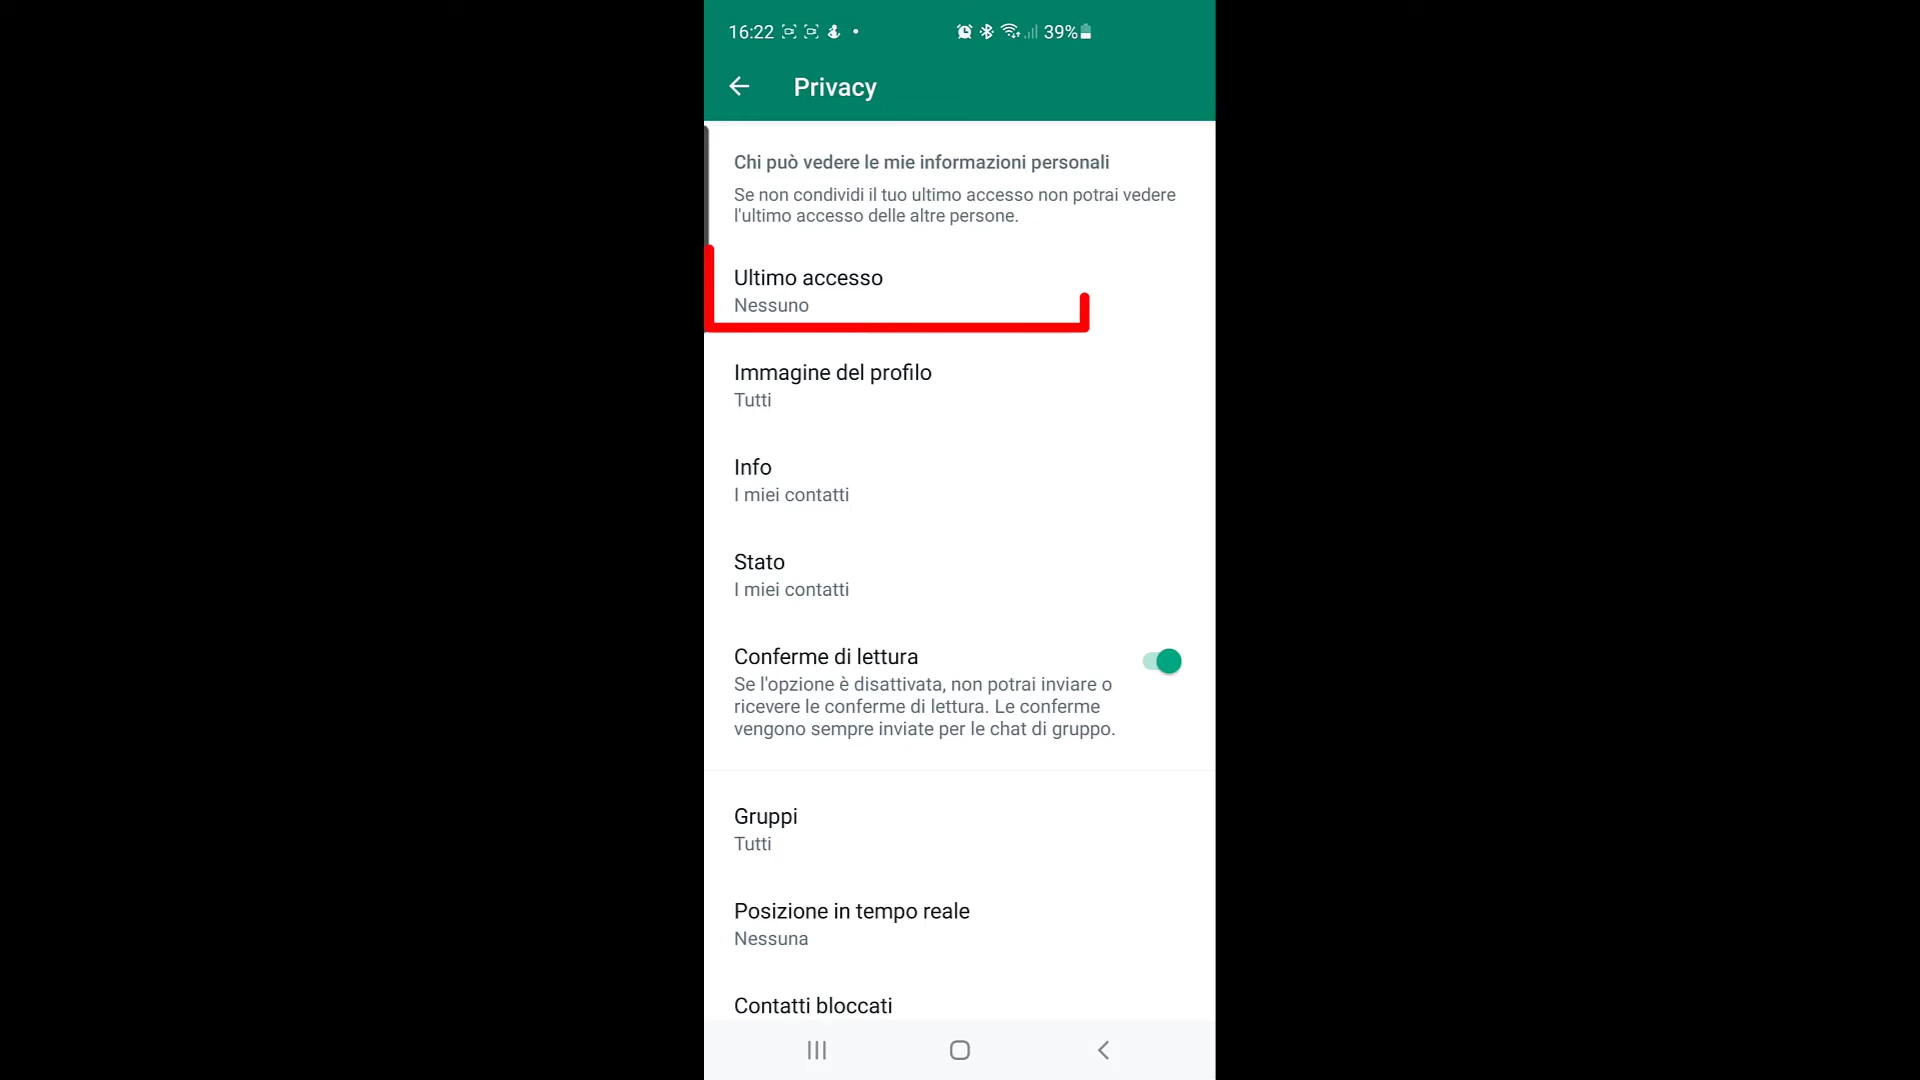 16:22 39%
Privacy
Chi può vedere le mie informazioni personali
Se non condividi il tuo ultimo accesso non potrai vedere
l'ultimo accesso delle altre persone.
Ultimo accesso
Nessuno
Immagine del profilo
Tutti
Info
I miei contatti
Stato
I miei contatti
Conferme di lettura
Se l'opzione è disattivata, non potrai inviare o
ricevere le conferme di lettura. Le conferme
vengono sempre inviate per le chat di gruppo.
Gruppi
Tutti
Posizione in tempo reale
Nessuna
Contatti bloccati